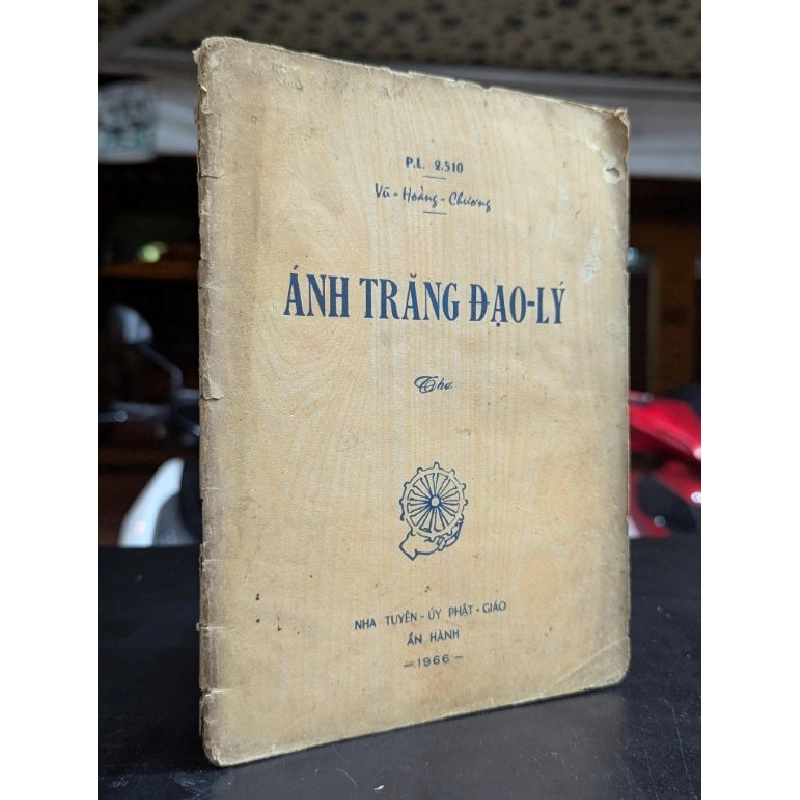 P.L. 2.510
Vũ - Hoàng - Chương
ÁNH TRĂNG ĐẠO-LÝ
Thơ
NHA TUYÊN - ÚY PHẬT - GIÁO
ẤN HÀNH
- 1966 -